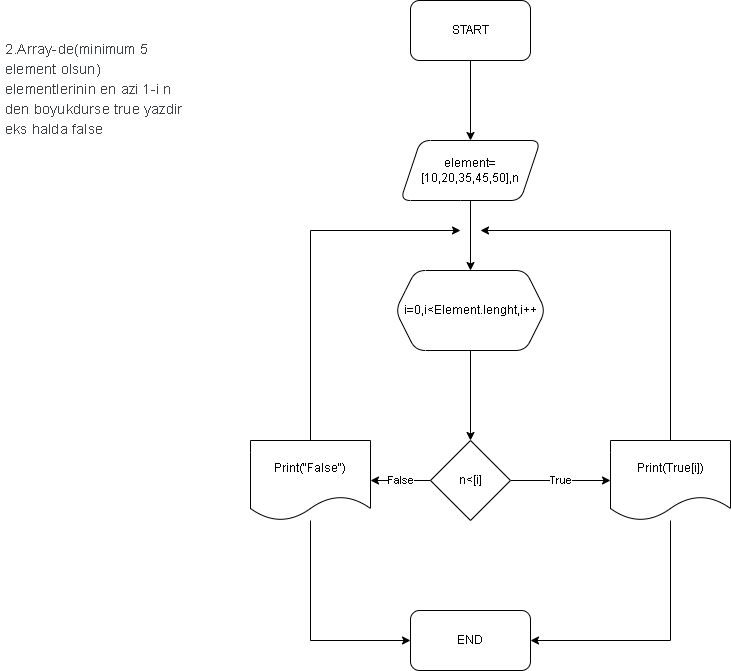 2.Array-de(minimum 5
element olsun)
elementlerinin en azi 1-i n
den boyukdurse true yazdir
eks halda false
START
element=
[10,20,35,45,50],n
i=0,i<Element.lenght,i++
Print("False")
False
n<[i]
True
Print(True[i])
END